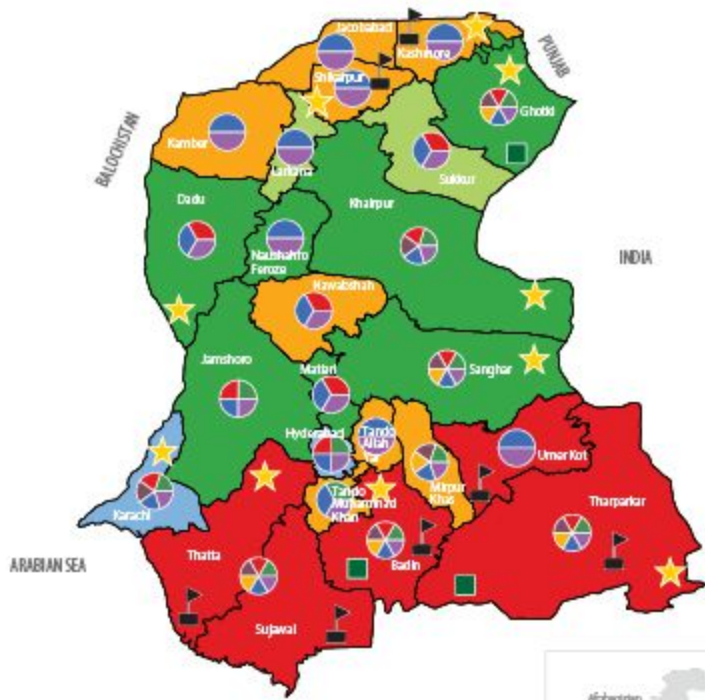 Jacobabad
Kashmore
PUNJAB
Shikarpur
Ghotki
BALOCHISTAN
Kamber
Larkana
Sukkur
Dadu
Khairpur
Naushahro
Feroze
INDIA
Nawabshah
Jamshoro
Matiari
Sanghar
Hyderabad
Tando
Allah
Yar
Umer Kot
Mirpur
Khas
Tando
Muhammad
Khan
Tharparkar
Karachi
ARABIAN SEA
Thatta
Badin
Sujawal
Afghanistan